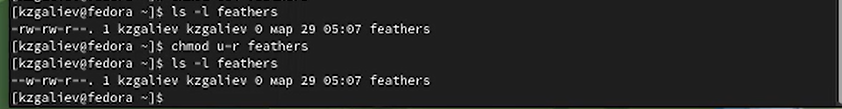 [kzgaliev@fedora ~]$ ls -l feathers
-rw-rw-r--. 1 kzgaliev kzgaliev 0 мар 29 05:07 feathers
[kzgaliev@fedora ~]$ chmod u-r feathers
[kzgaliev@fedora ~]$ ls -l feathers
--w-rw-r--. 1 kzgaliev kzgaliev 0 мар 29 05:07 feathers
[kzgaliev@fedora ~]$